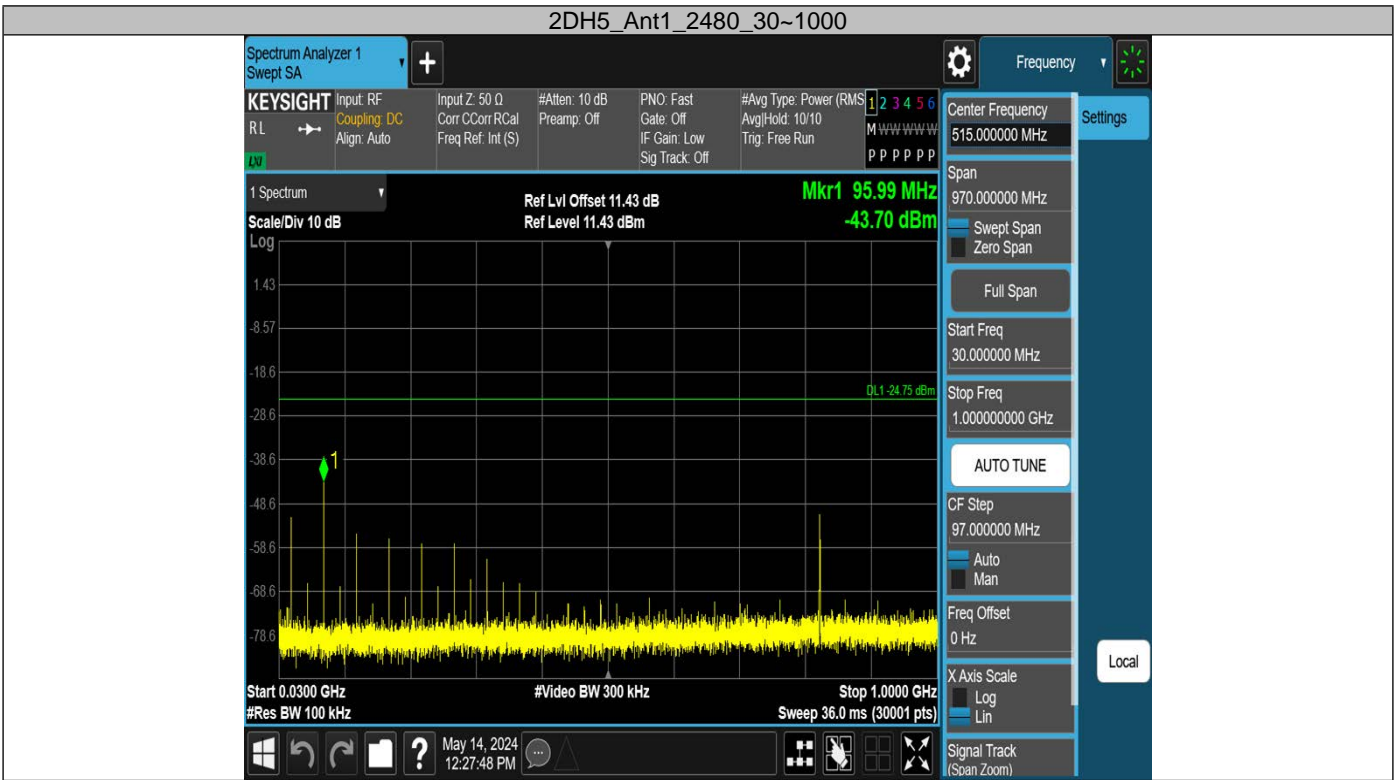 2DH5_Ant1_2480_30~1000
Spectrum Analyzer 1
Swept SA
+
Frequency
KEYSIGHT
RL
LXI
Input: RF
Coupling: DC
Align: Auto
Input Z: 50 Ω
Corr CCorr RCal
Freq Ref: Int (S)
#Atten: 10 dB
Preamp: Off
PNO: Fast
Gate: Off
IF Gain: Low
Sig Track: Off
#Avg Type: Power (RMS
Avg|Hold: 10/10
Trig: Free Run
1 2 3 4 5 6
M W W W W W
P P P P P P
1 Spectrum
Scale/Div 10 dB
Log
Ref Lvl Offset 11.43 dB
Ref Level 11.43 dBm
Mkr1 95.99 MHz
-43.70 dBm
1.43
-8.57
-18.6
DL1 -24.75 dBm
-28.6
-38.6
1
-48.6
-58.6
-68.6
-78.6
Start 0.0300 GHz
#Res BW 100 kHz
#Video BW 300 kHz
Stop 1.0000 GHz
Sweep 36.0 ms (30001 pts)
?
May 14, 2024
12:27:48 PM
Center Frequency
515.000000 MHz
Span
970.000000 MHz
Swept Span
Zero Span
Full Span
Start Freq
30.000000 MHz
Stop Freq
1.000000000 GHz
AUTO TUNE
CF Step
97.000000 MHz
Auto
Man
Freq Offset
0 Hz
X Axis Scale
Log
Lin
Signal Track
(Span Zoom)
Settings
Local